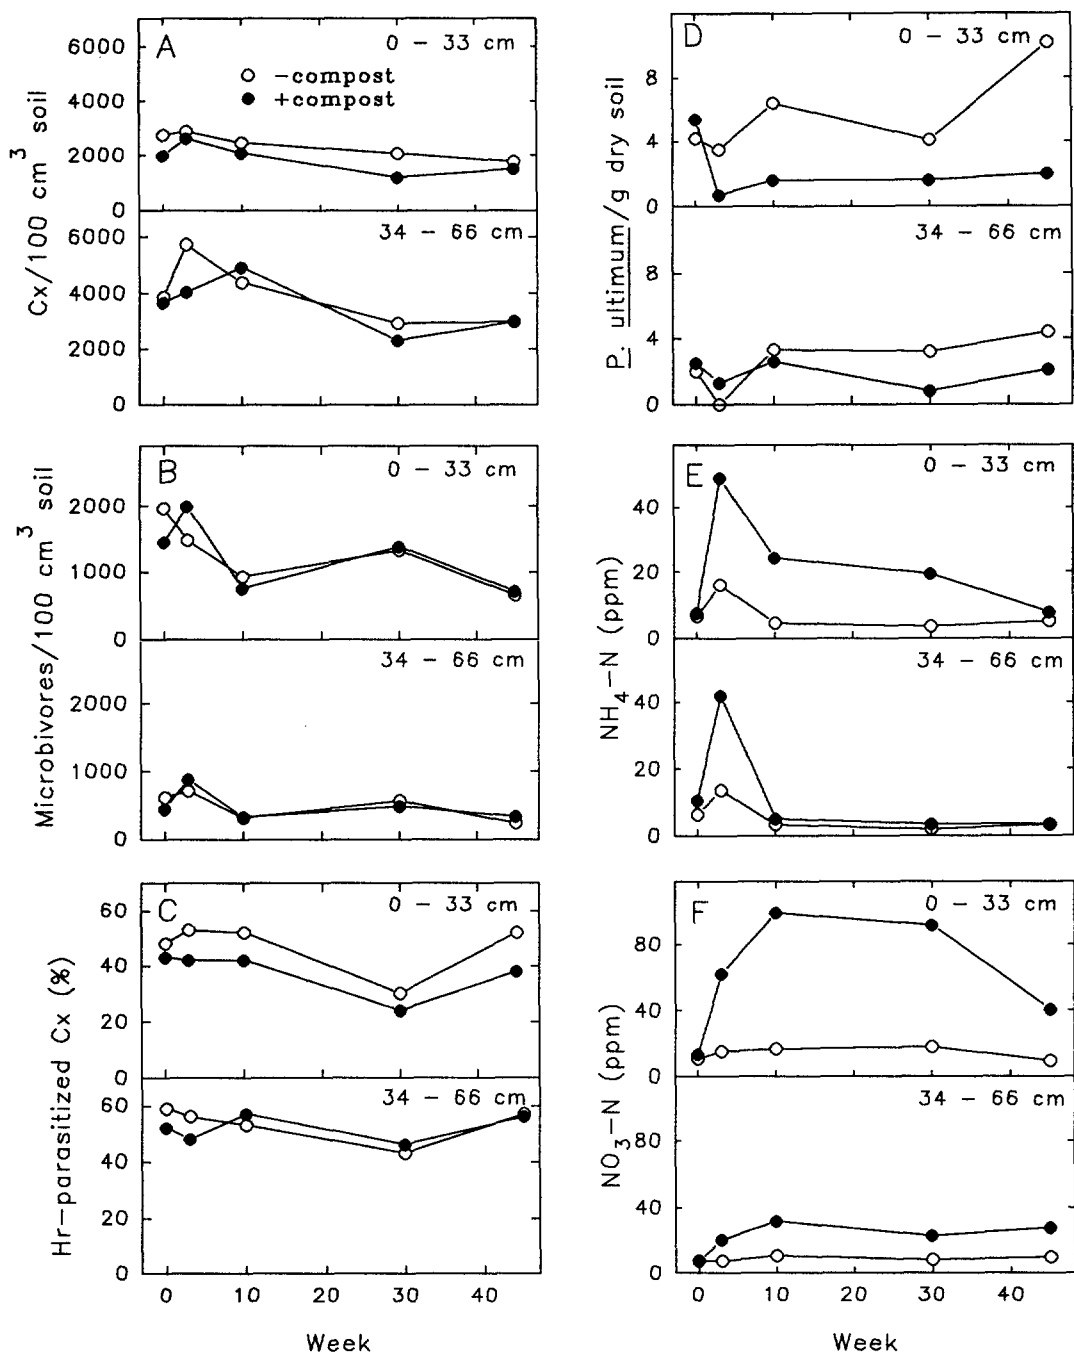 A
0 – 33 cm
–compost
+compost
6000
4000
2000
0
34 – 66 cm
6000
4000
2000
0
Cx/100 cm3 soil
B
0 – 33 cm
2000
1000
0
34 – 66 cm
2000
1000
0
Microbivores/100 cm3 soil
C
0 – 33 cm
60
40
20
0
34 – 66 cm
60
40
20
0
Hr–parasitized Cx (%)
0 10 20 30 40
Week
D
0 – 33 cm
8
4
0
34 – 66 cm
8
4
0
P. ultimum/g dry soil
E
0 – 33 cm
40
20
0
34 – 66 cm
40
20
0
NH4–N (ppm)
F
0 – 33 cm
80
40
0
34 – 66 cm
80
40
0
NO3–N (ppm)
0 10 20 30 40
Week